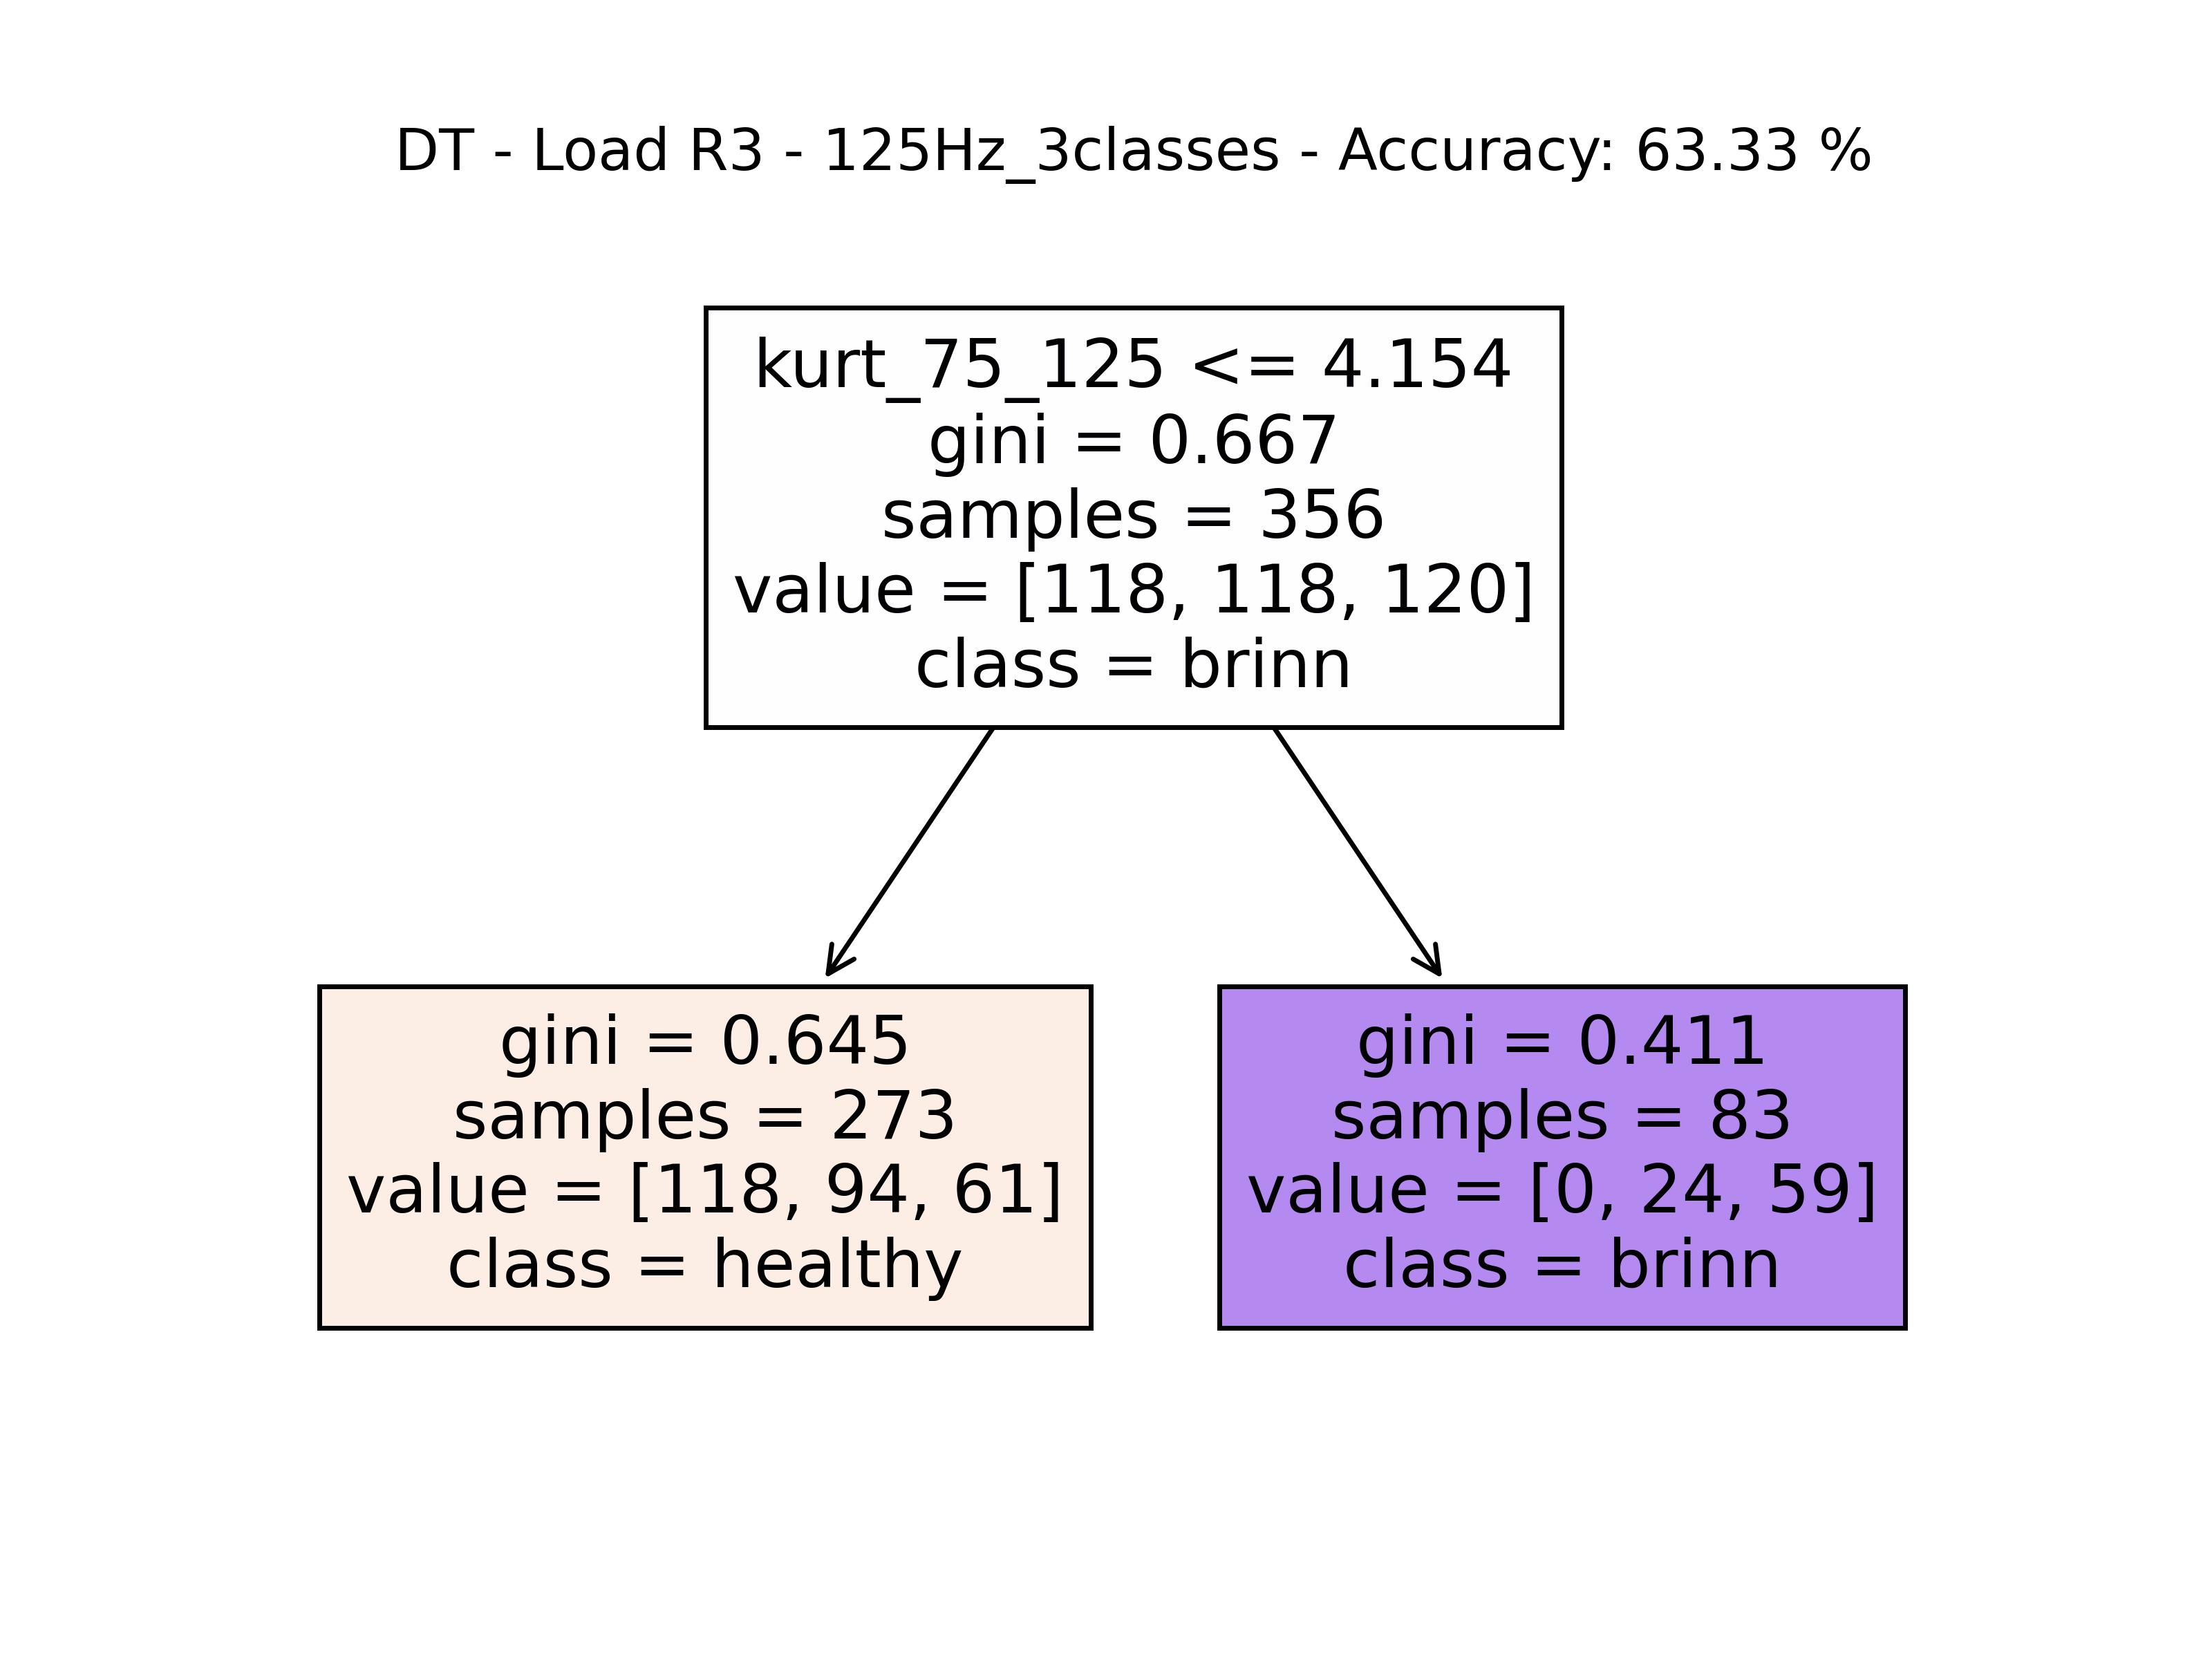 DT - Load R3 - 125Hz_3classes - Accuracy: 63.33 %
kurt_75_125 <= 4.154
gini = 0.667
samples = 356
value = [118, 118, 120]
class = brinn
gini = 0.645
samples = 273
value = [118, 94, 61]
class = healthy
gini = 0.411
samples = 83
value = [0, 24, 59]
class = brinn